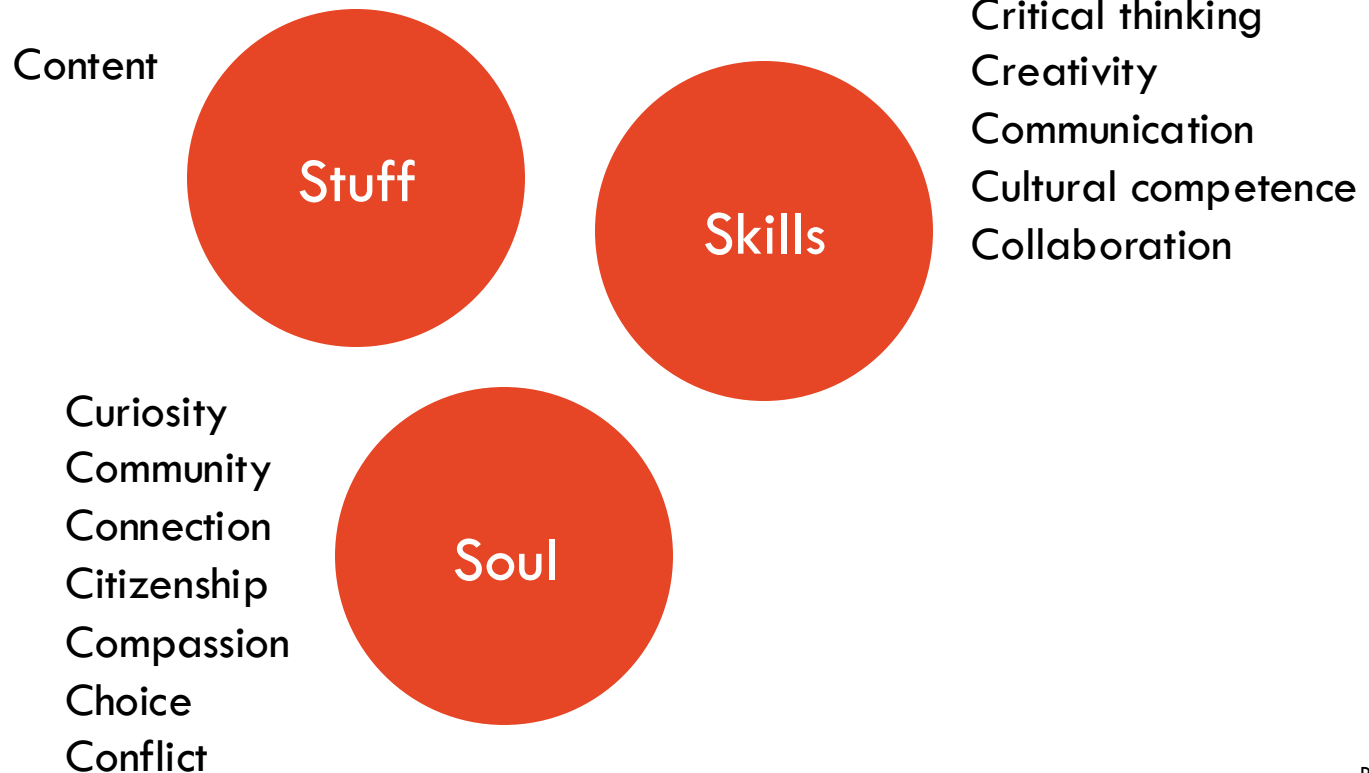 Content
Stuff
Critical thinking
Creativity
Communication
Cultural competence
Collaboration
Skills
Curiosity
Community
Connection
Citizenship
Compassion
Choice
Conflict
Soul